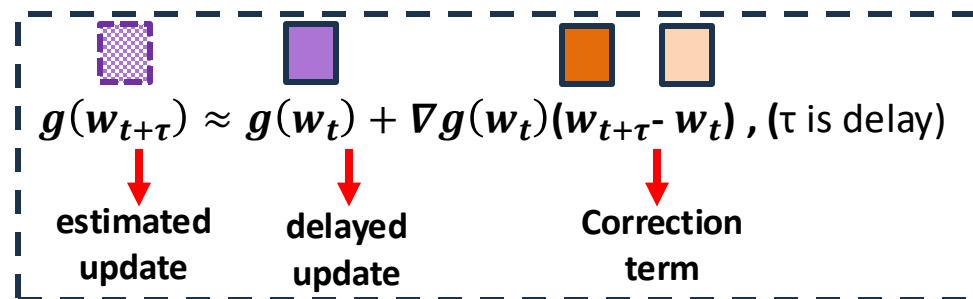 g(w_{t+τ}) ≈ g(w_t) + ∇g(w_t)(w_{t+τ} - w_t) , (τ is delay)
estimated delayed Correction
update update term